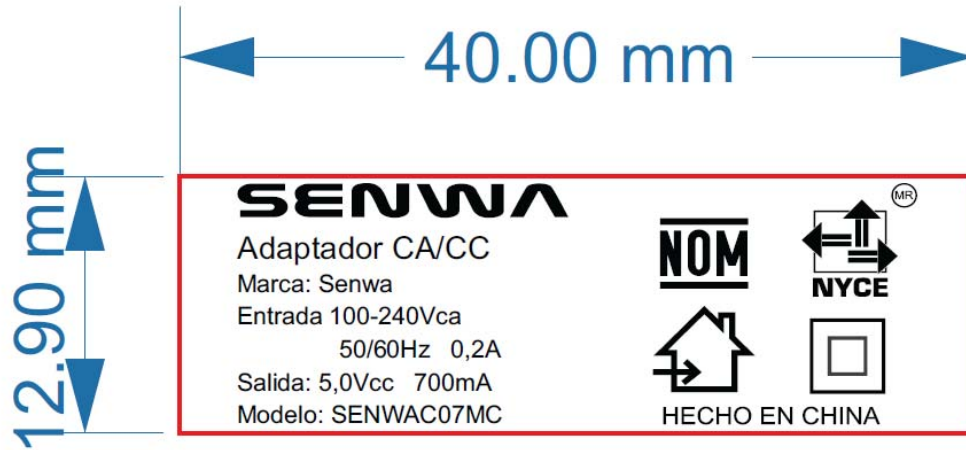 40.00 mm
12.90 mm
SENWA
Adaptador CA/CC
Marca: Senwa
Entrada 100-240Vca
50/60Hz 0,2A
Salida: 5,0Vcc 700mA
Modelo: SENWAC07MC
NOM
MR
NYCE
HECHO EN CHINA